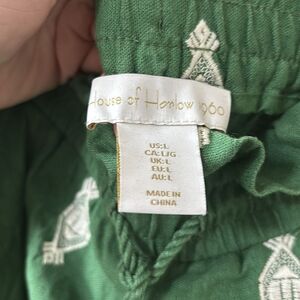 House of Harlow 1960
US:L
CA:L/G
UK:L
EU:L
AU:L
MADE IN
CHINA